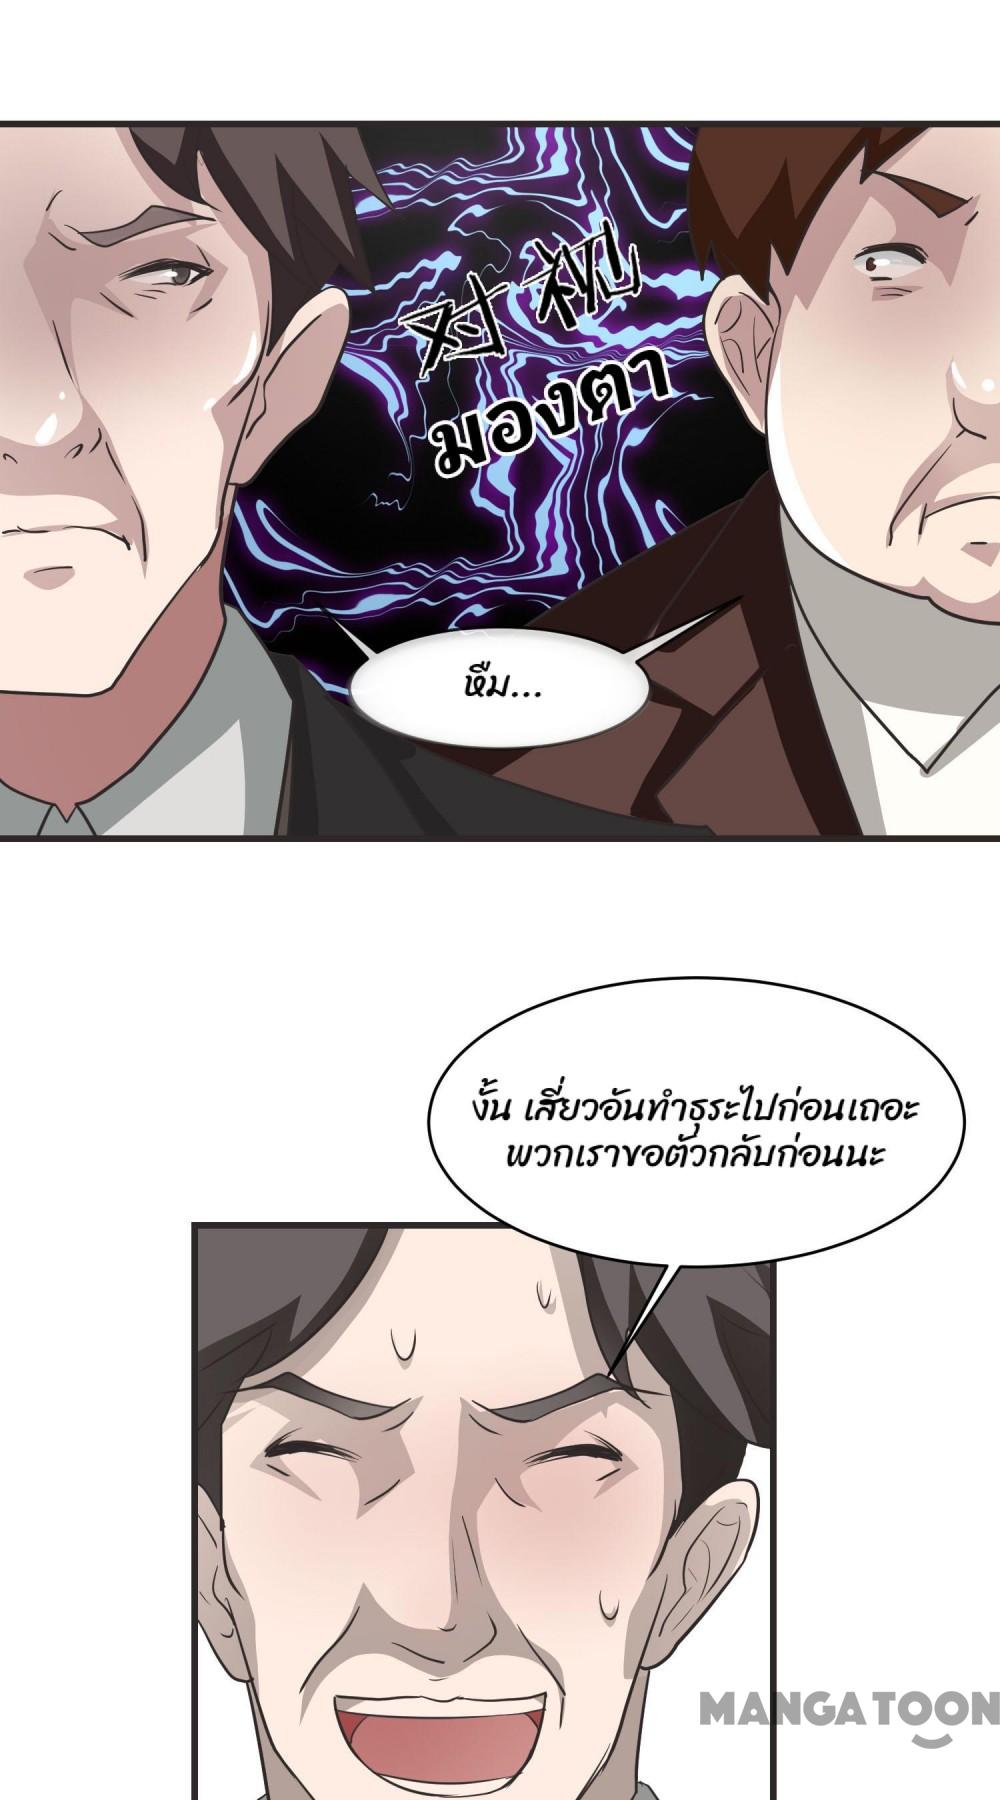 对视
มองตา
หืม...
งั้น เสี่ยวอันทำธุระไปก่อนเถอะ
พวกเราขอตัวกลับก่อนนะ
MANGATOON